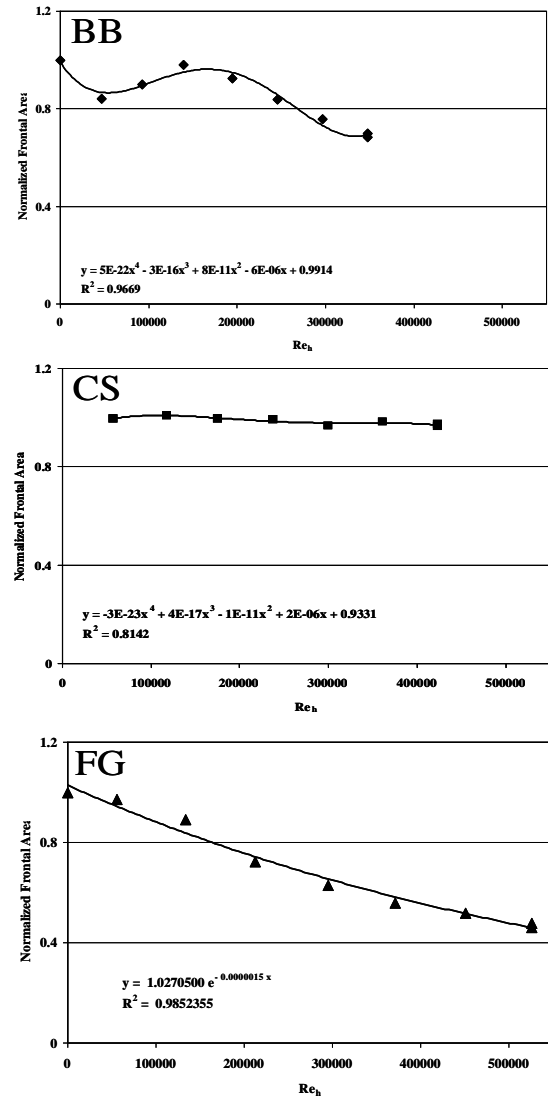 BB
1.2
0.8
0.4
0
Normalized Frontal Area
y = 5E-22x⁴ - 3E-16x³ + 8E-11x² - 6E-06x + 0.9914
R² = 0.9669
0 100000 200000 300000 400000 500000
Reₕ
CS
1.2
0.8
0.4
0
Normalized Frontal Area
y = -3E-23x⁴ + 4E-17x³ - 1E-11x² + 2E-06x + 0.9331
R² = 0.8142
0 100000 200000 300000 400000 500000
Reₕ
FG
1.2
0.8
0.4
0
Normalized Frontal Area
y = 1.0270500 e^- 0.0000015 x
R² = 0.9852355
0 100000 200000 300000 400000 500000
Reₕ